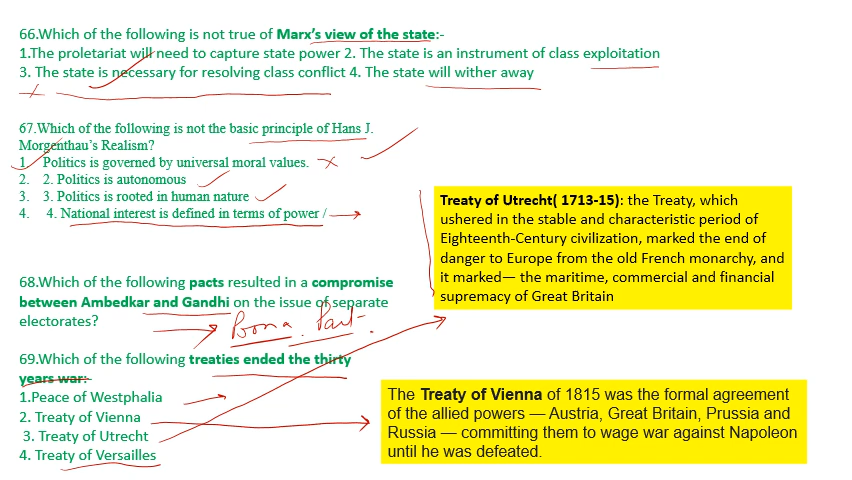 66.Which of the following is not true of Marx's view of the state:-
1.The proletariat will need to capture state power 2. The state is an instrument of class exploitation
3. The state is necessary for resolving class conflict 4. The state will wither away
67.Which of the following is not the basic principle of Hans J.
Morgenthau's Realism?
1. Politics is governed by universal moral values.
2. 2. Politics is autonomous
3. 3. Politics is rooted in human nature
4. 4. National interest is defined in terms of power /
Treaty of Utrecht( 1713-15): the Treaty, which
ushered in the stable and characteristic period of
Eighteenth-Century civilization, marked the end of
danger to Europe from the old French monarchy, and
it marked— the maritime, commercial and financial
supremacy of Great Britain
68.Which of the following pacts resulted in a compromise
between Ambedkar and Gandhi on the issue of separate
electorates?
Poona Pact
69.Which of the following treaties ended the thirty
years war:-
1.Peace of Westphalia
2. Treaty of Vienna
3. Treaty of Utrecht
4. Treaty of Versailles
The Treaty of Vienna of 1815 was the formal agreement
of the allied powers — Austria, Great Britain, Prussia and
Russia — committing them to wage war against Napoleon
until he was defeated.